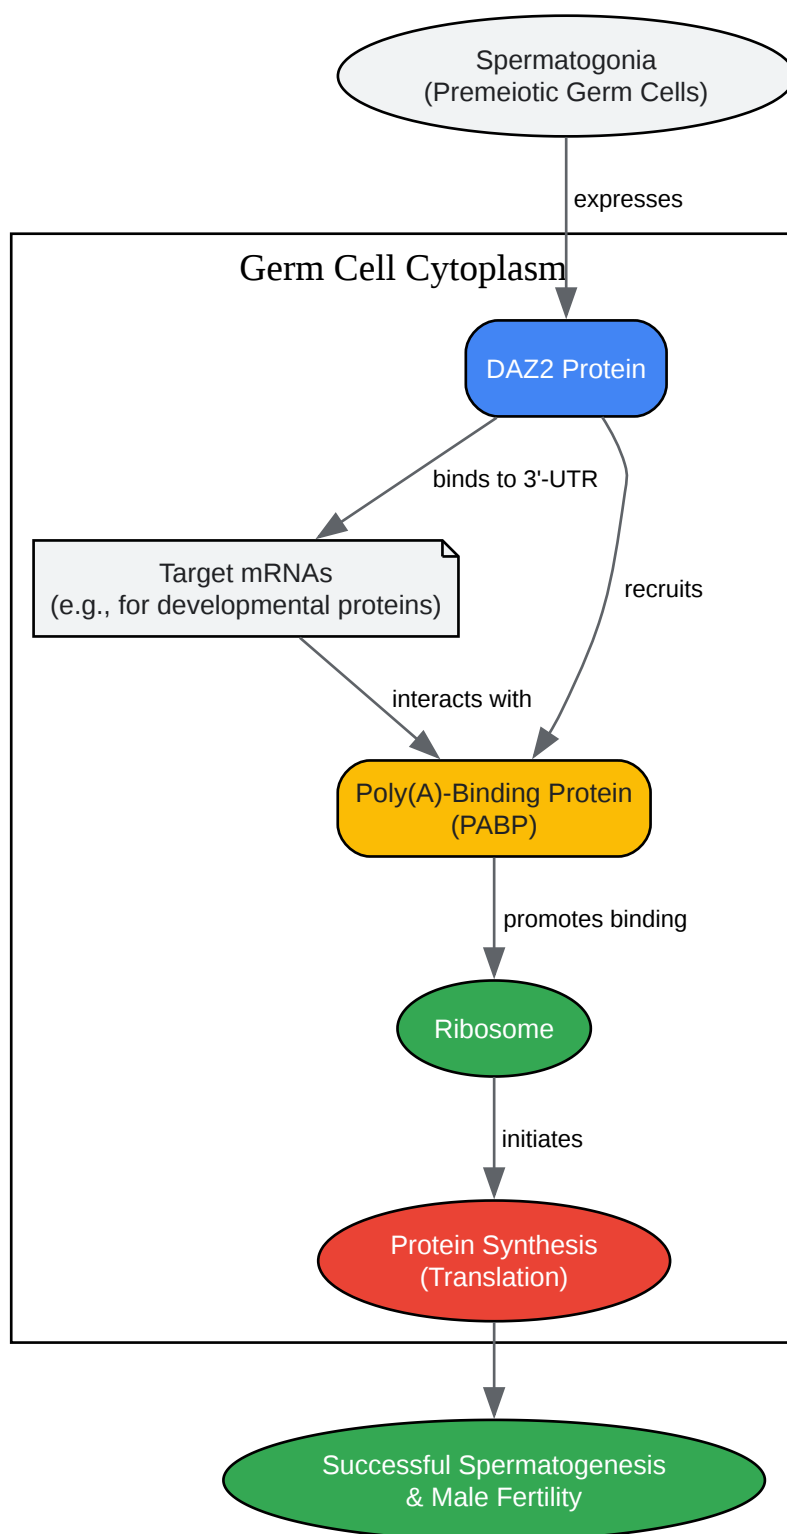 Spermatogonia
(Premeiotic Germ Cells)
expresses
Germ Cell Cytoplasm
DAZ2 Protein
binds to 3'-UTR
Target mRNAs
(e.g., for developmental proteins)
recruits
interacts with
Poly(A)-Binding Protein
(PABP)
promotes binding
Ribosome
initiates
Protein Synthesis
(Translation)
Successful Spermatogenesis
& Male Fertility